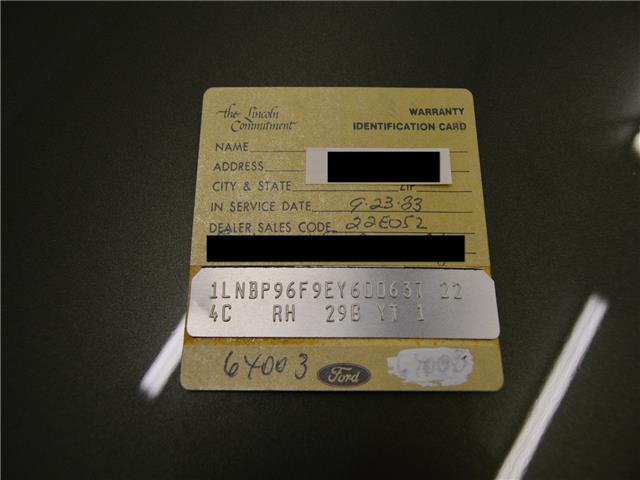 the Lincoln Commitment
WARRANTY IDENTIFICATION CARD
NAME
ADDRESS
CITY & STATE ZIP
IN SERVICE DATE 9-23-83
DEALER SALES CODE 22E052
1LNBP96F9EY600637 22
4C RH 29B YT 1
64003 Ford